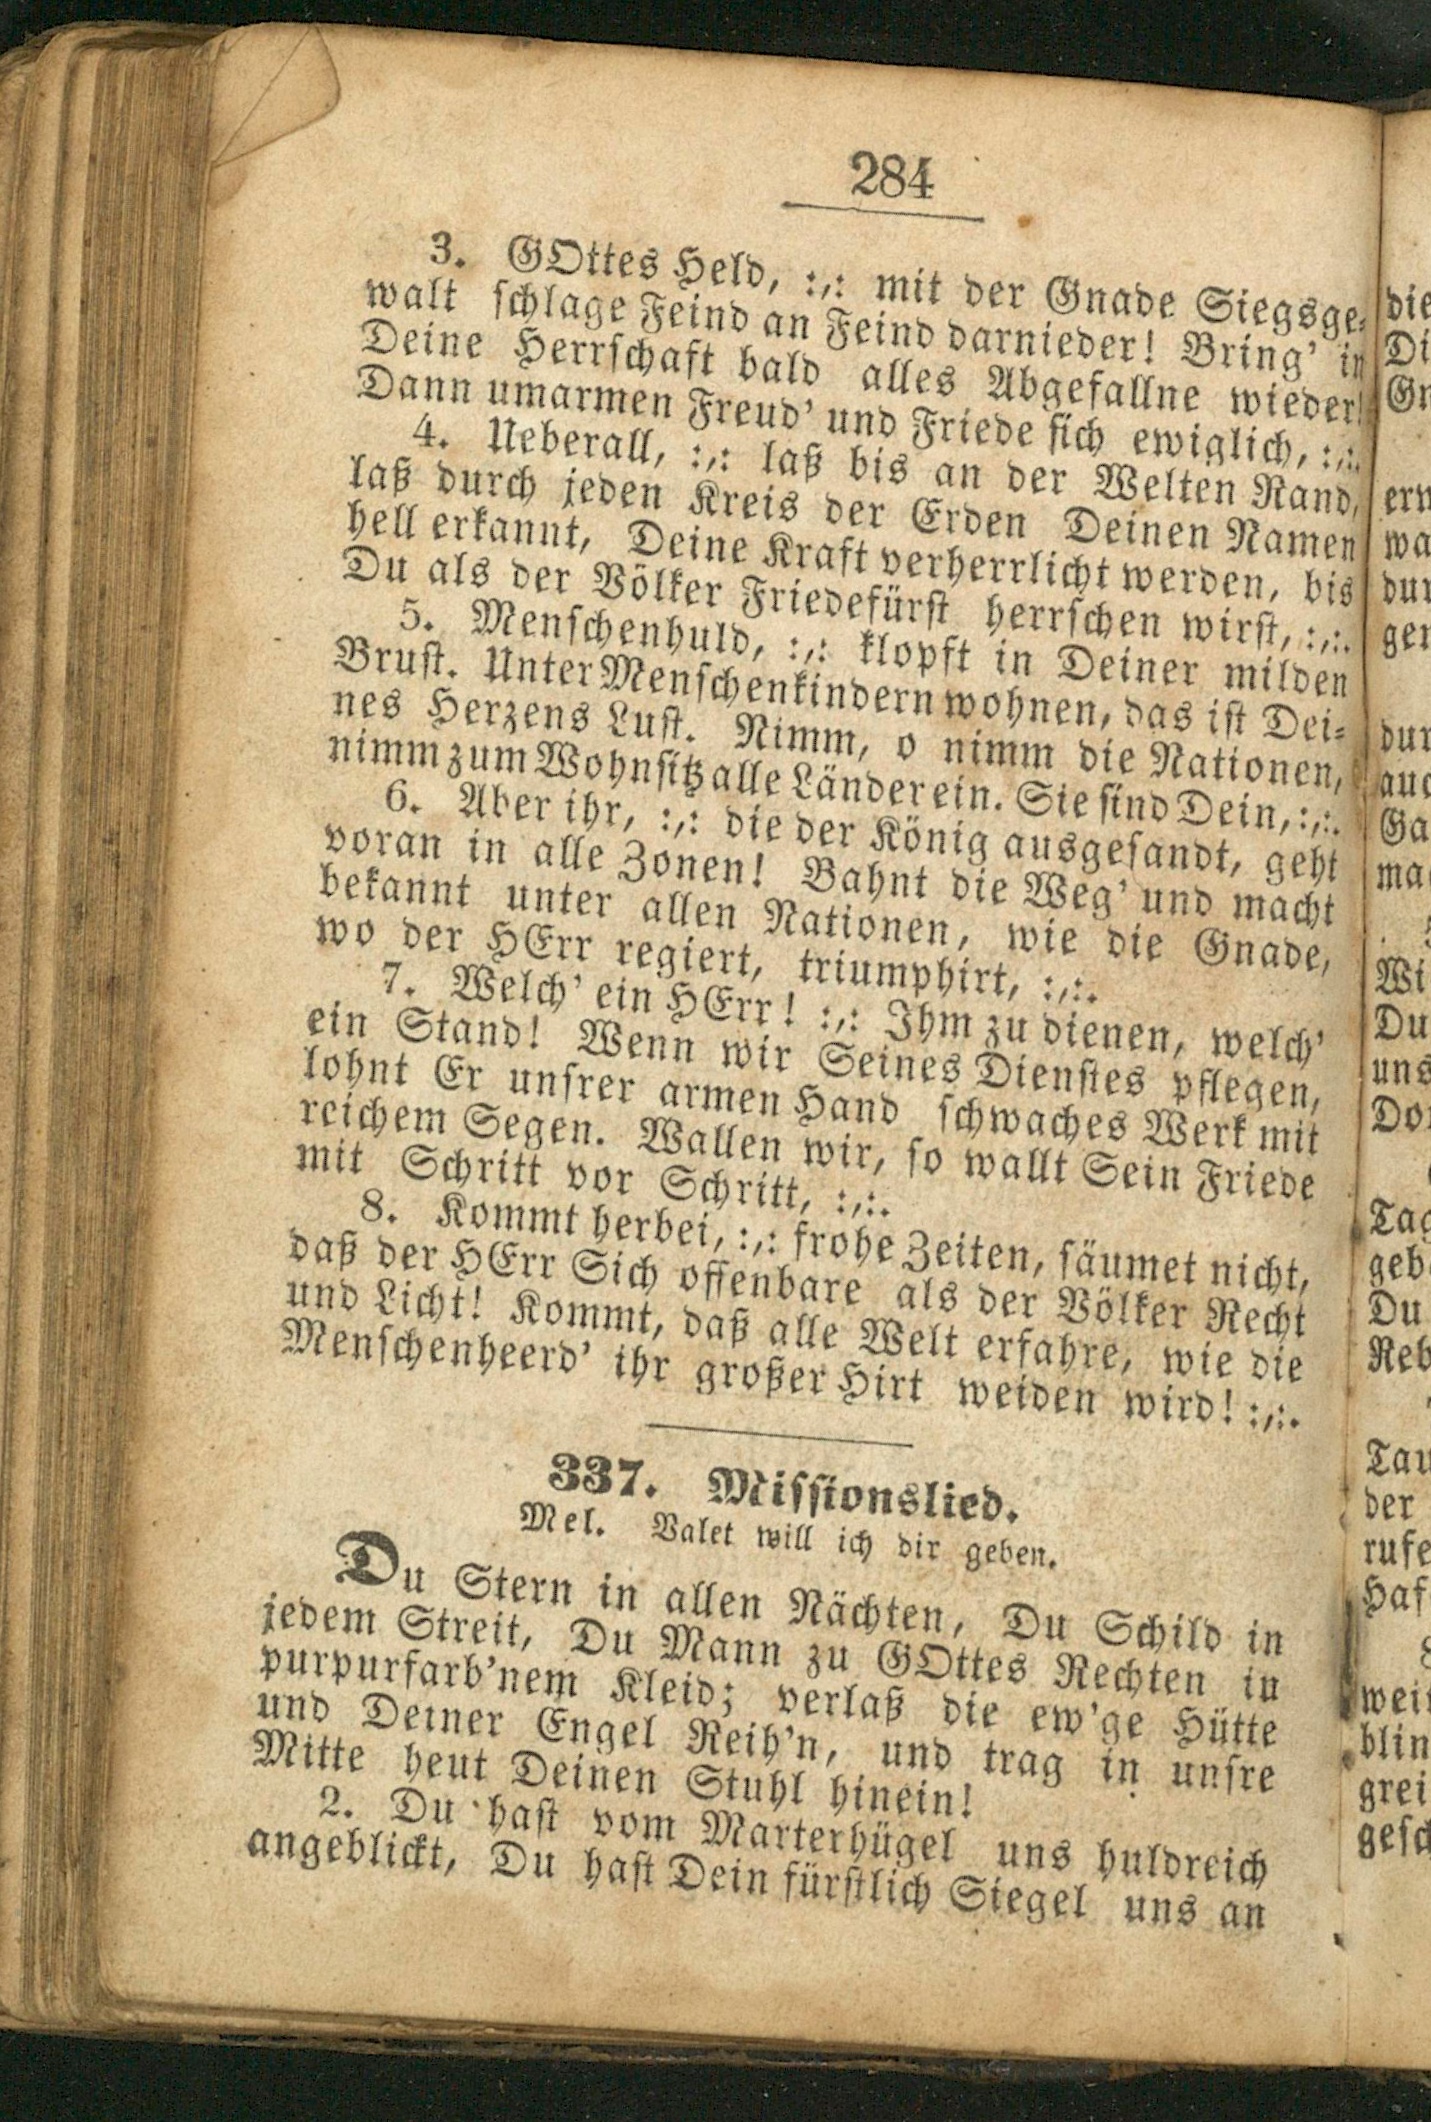 284
3. GOttes Held, :,: mit der Gnade Siegsge-
walt schlage Feind an Feind darnieder! Bring' in
Deine Herrschaft bald alles Abgefallne wieder!
Dann umarmen Freud' und Friede sich ewiglich, :,:.
4. Ueberall, :,: laß bis an der Welten Rand,
laß durch jeden Kreis der Erden Deinen Namen
hell erkannt, Deine Kraft verherrlicht werden, bis
Du als der Völker Friedefürst herrschen wirst, :,:.
5. Menschenhuld, :,: klopft in Deiner milden
Brust. Unter Menschenkindern wohnen, das ist Dei-
nes Herzens Lust. Nimm, o nimm die Nationen,
nimm zum Wohnsitz alle Länder ein. Sie sind Dein, :,:.
6. Aber ihr, :,: die der König ausgesandt, geht
voran in alle Zonen! Bahnt die Weg' und macht
bekannt unter allen Nationen, wie die Gnade,
wo der HErr regiert, triumphirt, :,:.
7. Welch' ein HErr! :,: Ihm zu dienen, welch'
ein Stand! Wenn wir Seines Dienstes pflegen,
lohnt Er unsrer armen Hand schwaches Werk mit
reichem Segen. Wallen wir, so wallt Sein Friede
mit Schritt vor Schritt, :,:.
8. Kommt herbei, :,: frohe Zeiten, säumet nicht,
daß der HErr Sich offenbare als der Völker Recht
und Licht! Kommt, daß alle Welt erfahre, wie die
Menschenheerd' ihr großer Hirt weiden wird! :,:.
337. Missionslied.
Mel. Valet will ich dir geben.
Du Stern in allen Nächten, Du Schild in
jedem Streit, Du Mann zu GOttes Rechten in
purpurfarb'nem Kleid; verlaß die ew'ge Hütte
und Deiner Engel Reih'n, und trag in unsre
Mitte heut Deinen Stuhl hinein!
2. Du hast vom Marterhügel uns huldreich
angeblickt, Du hast Dein fürstlich Siegel uns an